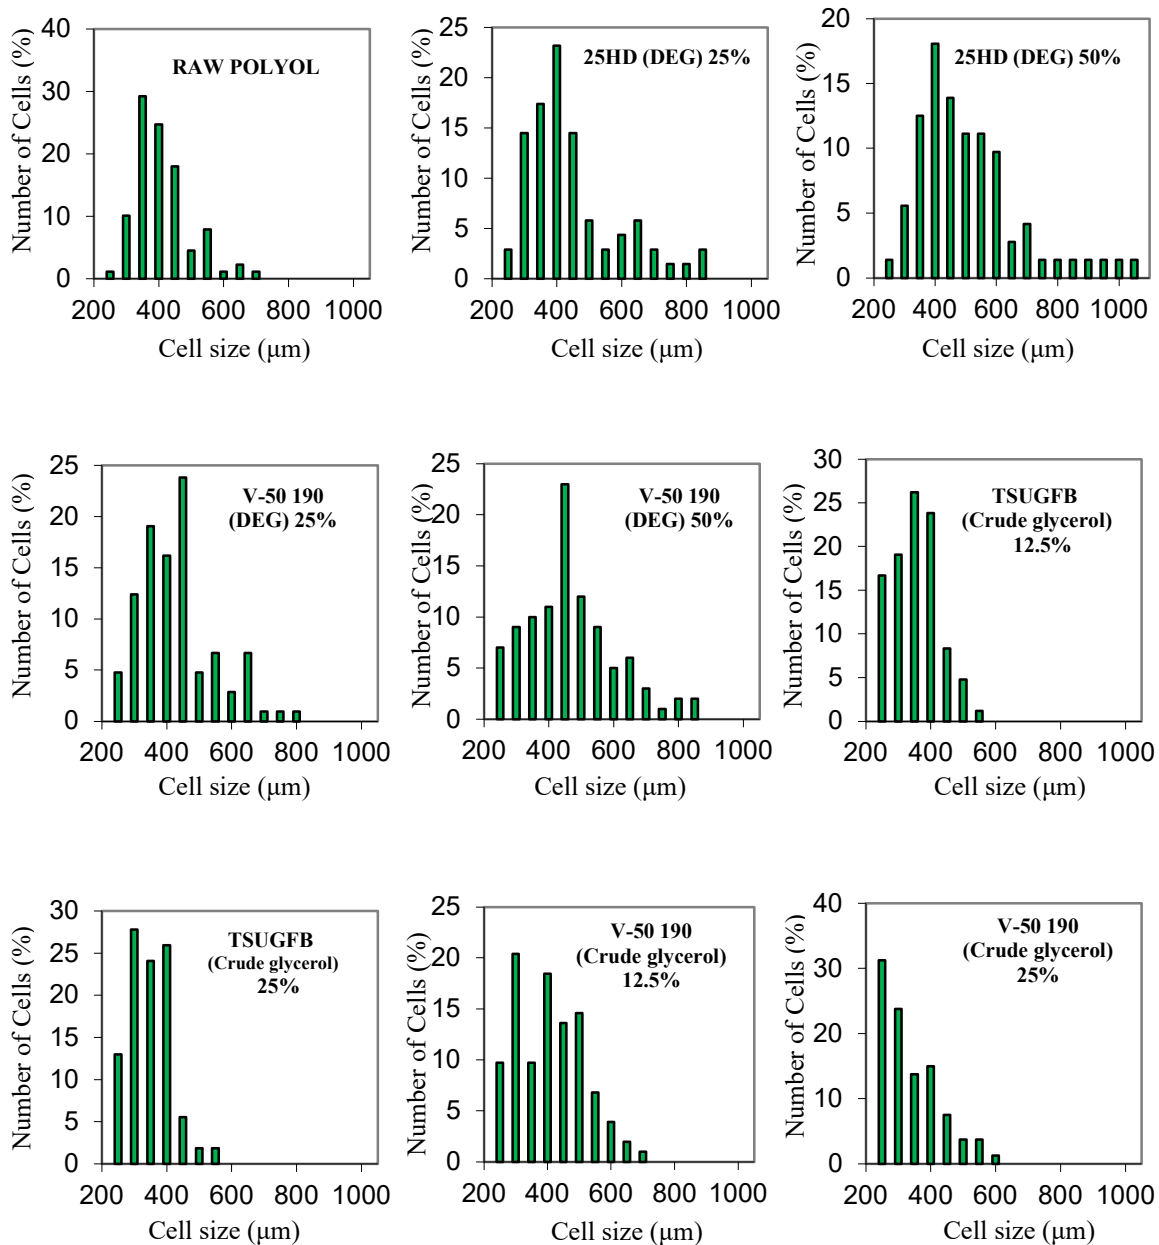 RAW POLYOL
Number of Cells (%)
40
30
20
10
0
200 400 600 800 1000
Cell size (μm)
25HD (DEG) 25%
Number of Cells (%)
25
20
15
10
5
0
200 400 600 800 1000
Cell size (μm)
25HD (DEG) 50%
Number of Cells (%)
20
15
10
5
0
200 400 600 800 1000
Cell size (μm)
V-50 190
(DEG) 25%
Number of Cells (%)
25
20
15
10
5
0
200 400 600 800 1000
Cell size (μm)
V-50 190
(DEG) 50%
Number of Cells (%)
25
20
15
10
5
0
200 400 600 800 1000
Cell size (μm)
TSUGFB
(Crude glycerol)
12.5%
Number of Cells (%)
30
25
20
15
10
5
0
200 400 600 800 1000
Cell size (μm)
TSUGFB
(Crude glycerol)
25%
Number of Cells (%)
30
25
20
15
10
5
0
200 400 600 800 1000
Cell size (μm)
V-50 190
(Crude glycerol)
12.5%
Number of Cells (%)
25
20
15
10
5
0
200 400 600 800 1000
Cell size (μm)
V-50 190
(Crude glycerol)
25%
Number of Cells (%)
40
30
20
10
0
200 400 600 800 1000
Cell size (μm)